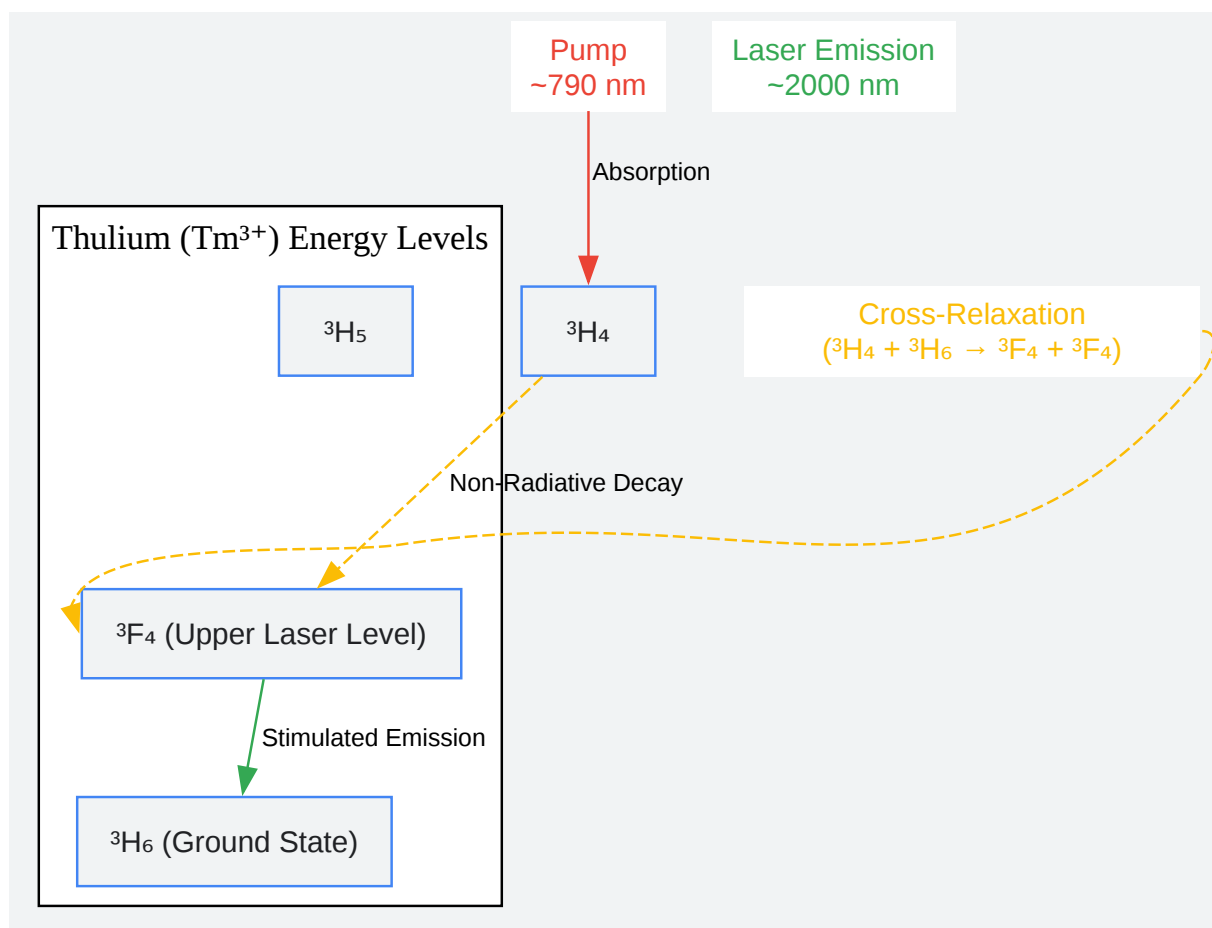 Pump
~790 nm
Laser Emission
~2000 nm
Absorption
Thulium (Tm³⁺) Energy Levels
³H₅
³H₄
Cross-Relaxation
(³H₄ + ³H₆ → ³F₄ + ³F₄)
Non-Radiative Decay
³F₄ (Upper Laser Level)
Stimulated Emission
³H₆ (Ground State)